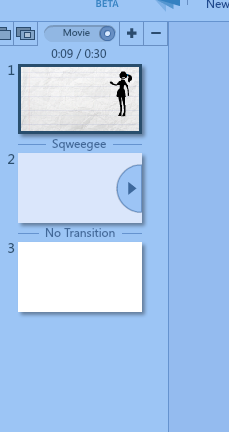 BETA
New
Movie
0:09 / 0:30
1
Sqweegee
2
No Transition
3